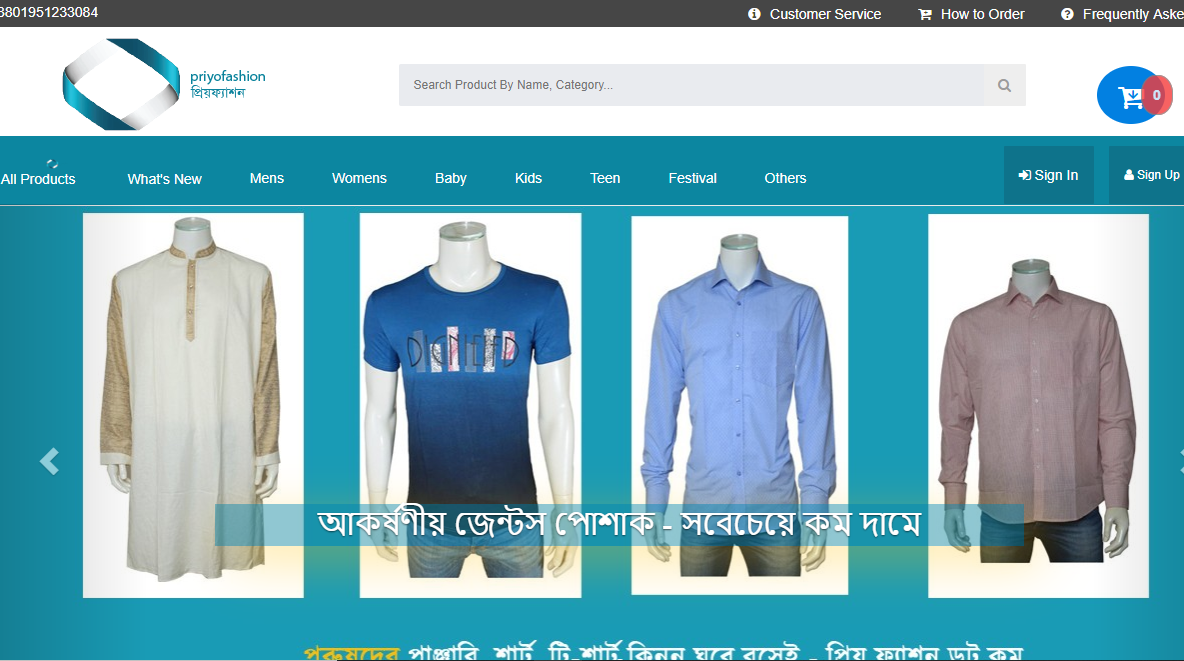 8801951233084
Customer Service
How to Order
Frequently Aske
priyofashion
প্রিয়ফ্যাশন
Search Product By Name, Category...
0
All Products
What's New
Mens
Womens
Baby
Kids
Teen
Festival
Others
Sign In
Sign Up
DIGNIFED
আকর্ষণীয় জেন্টস পোশাক - সবেচেয়ে কম দামে
পুরুষদের পাঞ্জাবি, শার্ট, টি-শার্ট কিনুন ঘরে বসেই - প্রিয় ফ্যাশন ডট কম